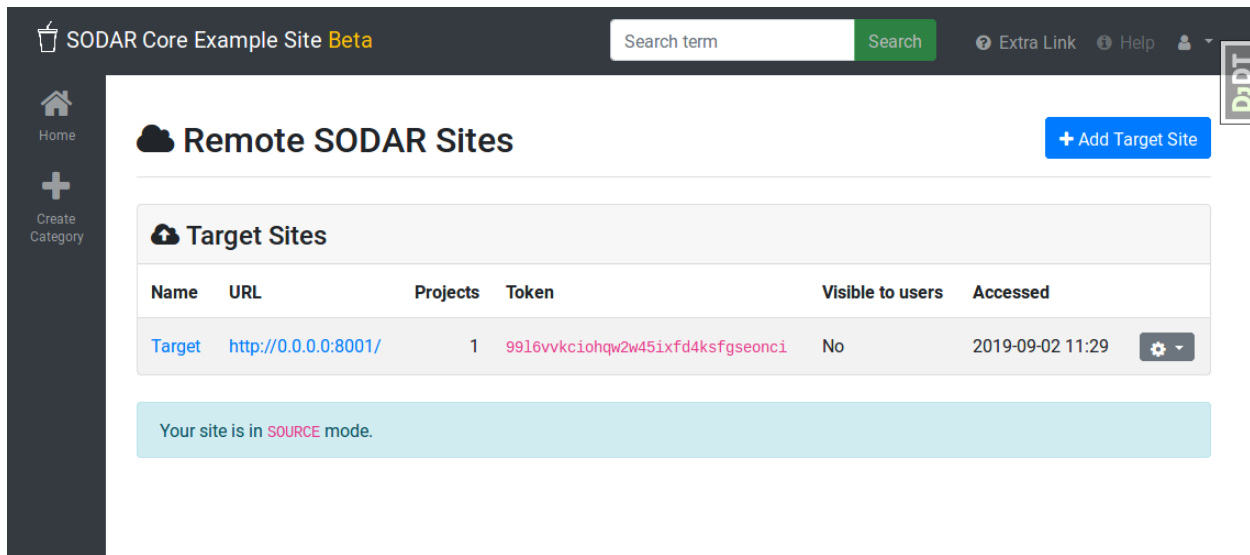 SODAR Core Example Site Beta
Search term
Search
Extra Link
Help
DJDT
Home
Create
Category
Remote SODAR Sites
Add Target Site
Target Sites
Name URL Projects Token Visible to users Accessed
Target http://0.0.0.0:8001/ 1 99l6vvkciohqw2w45ixfd4ksfgseonci No 2019-09-02 11:29
Your site is in SOURCE mode.